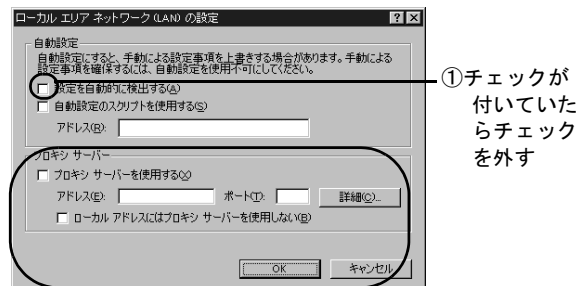 ローカル エリア ネットワーク (LAN) の設定
自動設定
自動設定にすると、手動による設定事項を上書きする場合があります。手動による
設定事項を確保するには、自動設定を使用不可にしてください。
設定を自動的に検出する(A)
自動設定のスクリプトを使用する(S)
アドレス(R):
プロキシ サーバー
プロキシ サーバーを使用する(X)
アドレス(E): ポート(T): 詳細(C)...
ローカル アドレスにはプロキシ サーバーを使用しない(B)
OK キャンセル
①チェックが
付いていた
らチェック
を外す